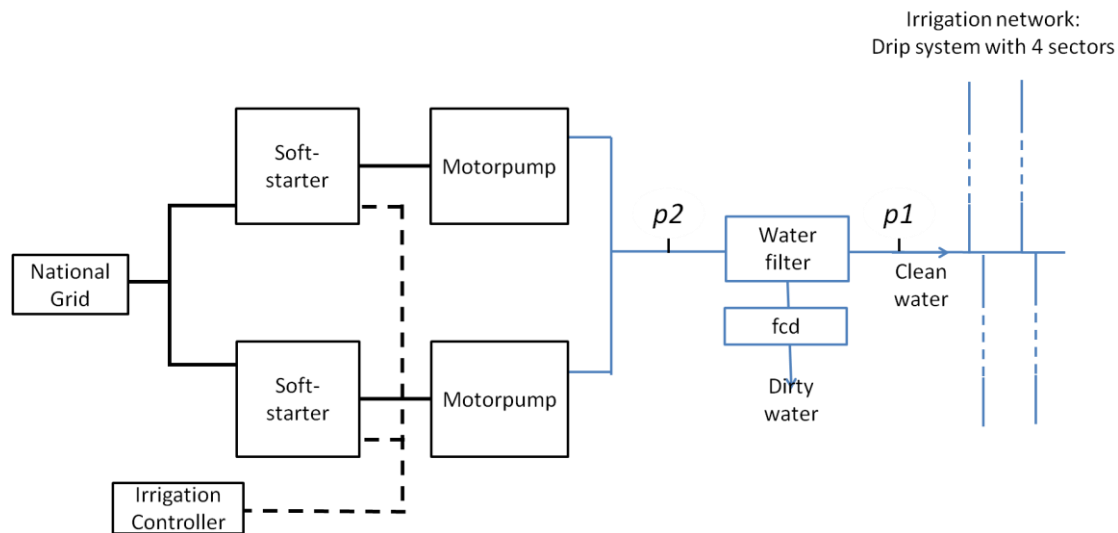 Irrigation network:
Drip system with 4 sectors
Soft-
starter
Motorpump
p2
Water
filter
p1
Clean
water
National
Grid
fcd
Dirty
water
Soft-
starter
Motorpump
Irrigation
Controller